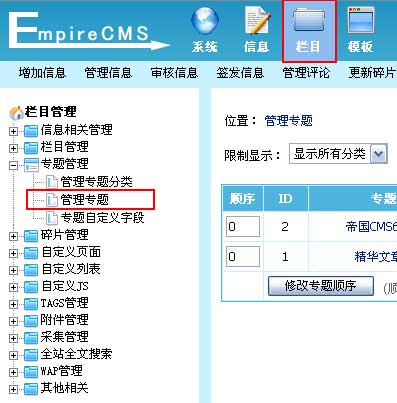 EmpireCMS
系统 信息 栏目 模板
增加信息 管理信息 审核信息 签发信息 管理评论 更新碎片
栏目管理
信息相关管理
栏目管理
专题管理
管理专题分类
管理专题
专题自定义字段
碎片管理
自定义页面
自定义列表
自定义JS
TAGS管理
附件管理
采集管理
全站全文搜索
WAP管理
其他相关
位置： 管理专题
限制显示： 显示所有分类
顺序 ID 专题
0 2 帝国CMS6
0 1 精华文章
修改专题顺序 (顺